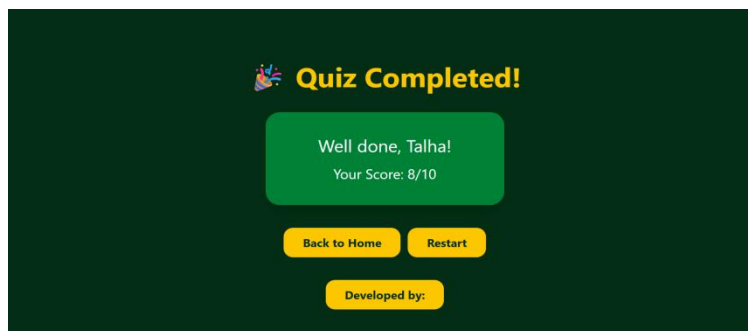 🎉 Quiz Completed!
Well done, Talha!
Your Score: 8/10
Back to Home Restart
Developed by: